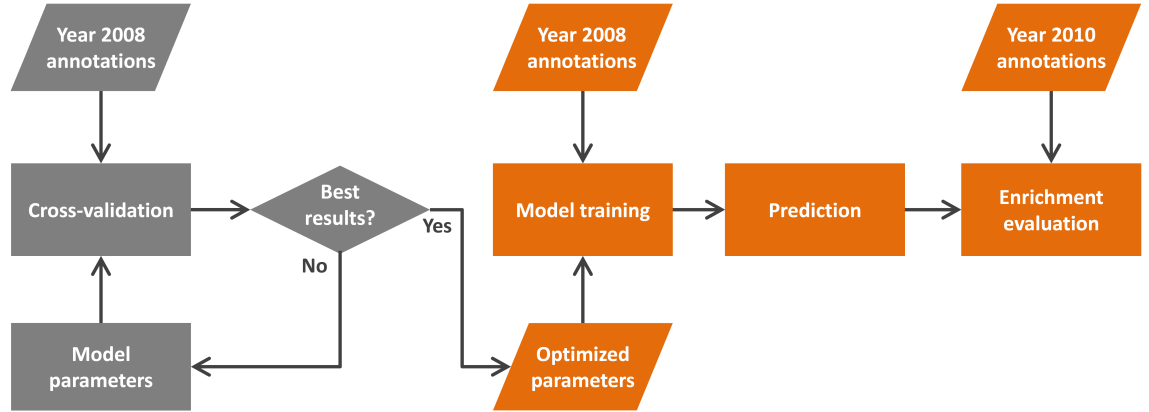 Year 2008
annotations
Year 2008
annotations
Year 2010
annotations
Cross-validation
Best
results?
Yes
No
Model training
Prediction
Enrichment
evaluation
Model
parameters
Optimized
parameters